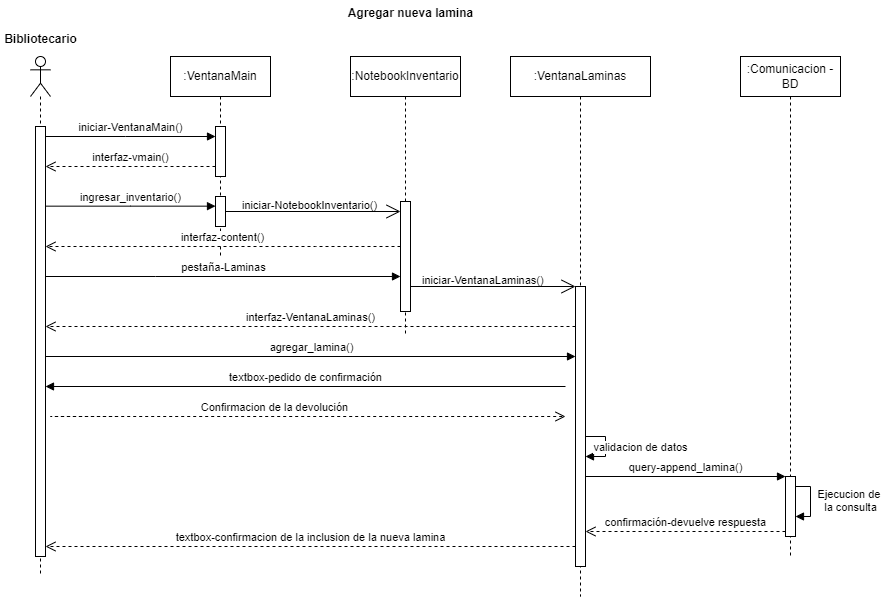 Agregar nueva lamina
Bibliotecario
:VentanaMain
:NotebookInventario
:VentanaLaminas
:Comunicacion -
BD
iniciar-VentanaMain()
interfaz-vmain()
ingresar_inventario()
iniciar-NotebookInventario()
interfaz-content()
pestaña-Laminas
iniciar-VentanaLaminas()
interfaz-VentanaLaminas()
agregar_lamina()
textbox-pedido de confirmación
Confirmacion de la devolución
validacion de datos
query-append_lamina()
Ejecucion de
la consulta
confirmación-devuelve respuesta
textbox-confirmacion de la inclusion de la nueva lamina